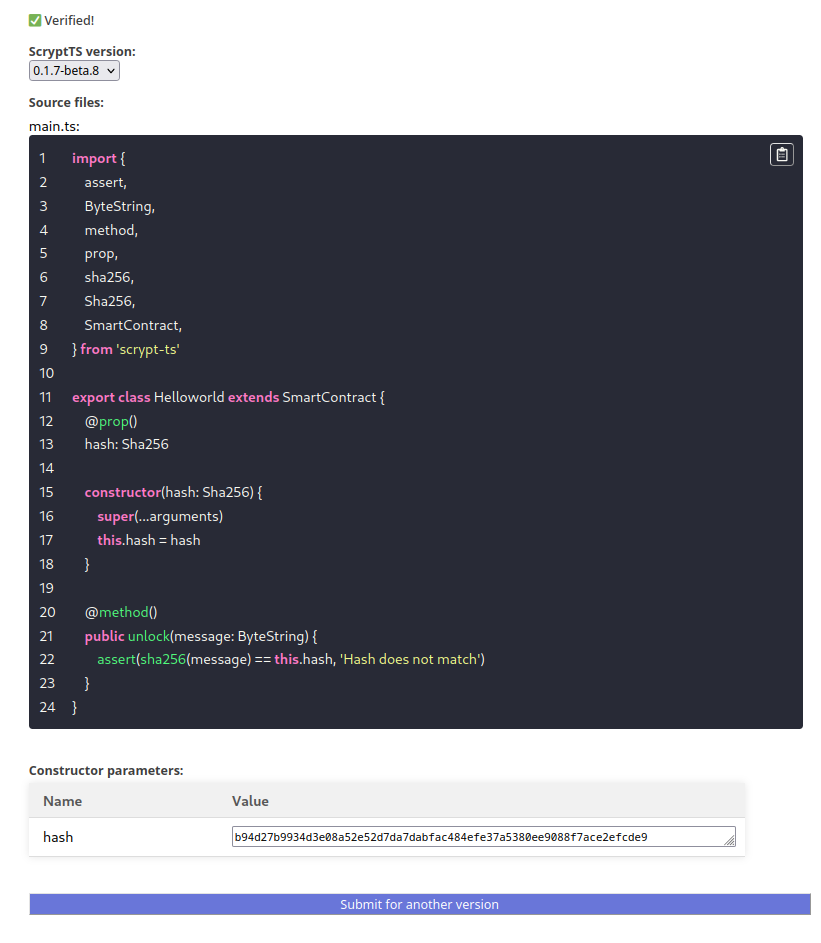 ✅ Verified!
ScryptTS version:
0.1.7-beta.8
Source files:
main.ts:
1 import {
2 assert,
3 ByteString,
4 method,
5 prop,
6 sha256,
7 Sha256,
8 SmartContract,
9 } from 'scrypt-ts'
10
11 export class Helloworld extends SmartContract {
12 @prop()
13 hash: Sha256
14
15 constructor(hash: Sha256) {
16 super(...arguments)
17 this.hash = hash
18 }
19
20 @method()
21 public unlock(message: ByteString) {
22 assert(sha256(message) == this.hash, 'Hash does not match')
23 }
24 }
Constructor parameters:
Name Value
hash b94d27b9934d3e08a52e52d7da7dabfac484efe37a5380ee9088f7ace2efcde9
Submit for another version